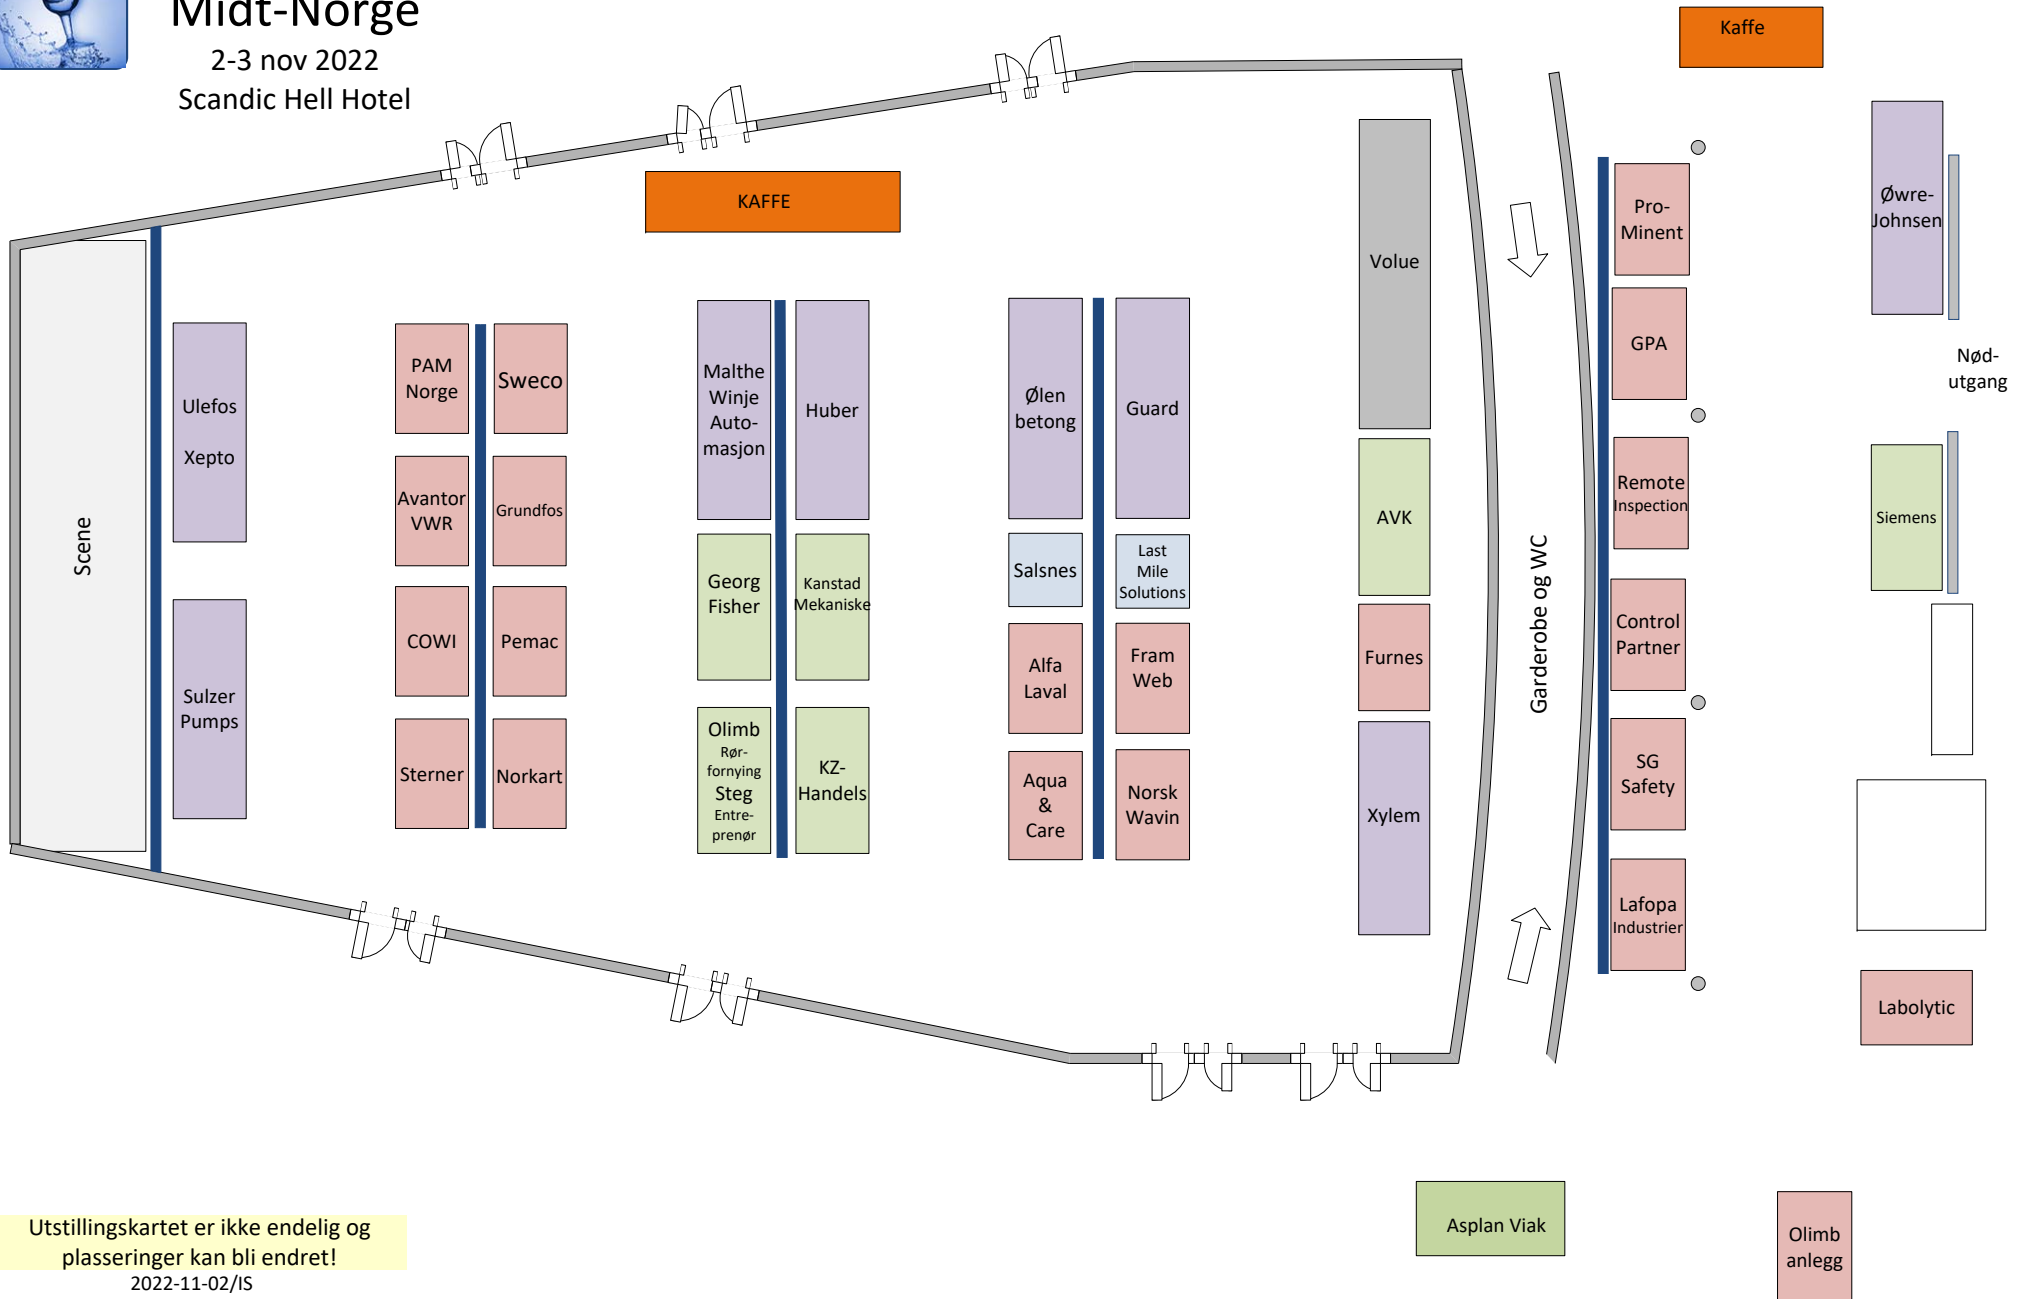 Midt-Norge
2-3 nov 2022
Scandic Hell Hotel
Kaffe
KAFFE
Scene
Ulefos
Xepto
Sulzer
Pumps
PAM
Norge
Avantor
VWR
COWI
Sterner
Sweco
Grundfos
Pemac
Norkart
Malthe
Winje
Auto-
masjon
Georg
Fisher
Olimb
Rør-
fornying
Steg
Entre-
prenør
Huber
Kanstad
Mekaniske
KZ-
Handels
Ølen
betong
Salsnes
Alfa
Laval
Aqua
&
Care
Guard
Last
Mile
Solutions
Fram
Web
Norsk
Wavin
Volue
AVK
Furnes
Xylem
Garderobe og WC
Pro-
Minent
GPA
Remote
Inspection
Control
Partner
SG
Safety
Lafopa
Industrier
Øwre-
Johnsen
Nød-
utgang
Siemens
Labolytic
Asplan Viak
Olimb
anlegg
Utstillingskartet er ikke endelig og
plasseringer kan bli endret!
2022-11-02/IS